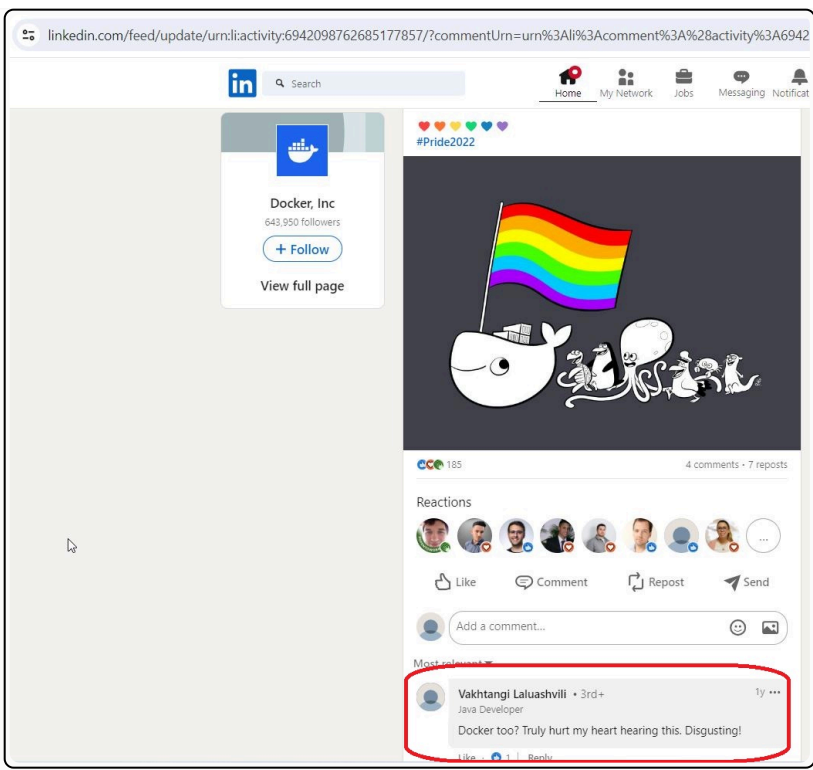 linkedin.com/feed/update/urn:li:activity:6942098762685177857/?commentUrn=urn%3Ali%3Acomment%3A%28activity%3A6942
in
Search
Home
My Network
Jobs
Messaging
Notificat
#Pride2022
Docker, Inc
643,950 followers
+ Follow
View full page
185
4 comments • 7 reposts
Reactions
...
Like
Comment
Repost
Send
Add a comment...
Most relevant
Vakhtangi Laluashvili • 3rd+
1y •••
Java Developer
Docker too? Truly hurt my heart hearing this. Disgusting!
Like · 1 | Reply